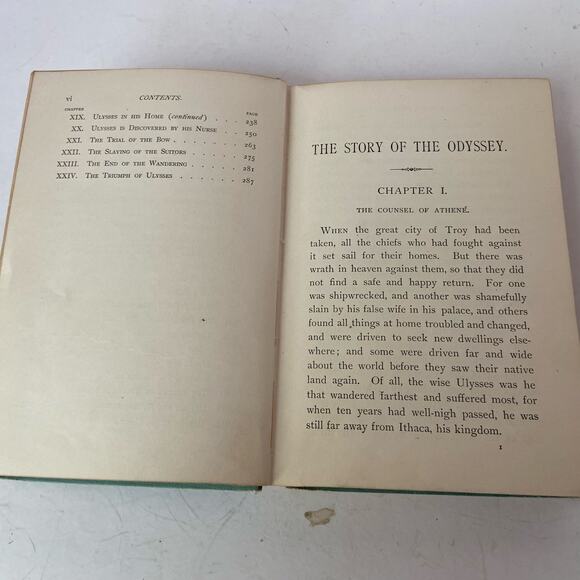 vi CONTENTS.
CHAPTER PAGE
XIX. ULYSSES IN HIS HOME (continued) . . . 238
XX. ULYSSES IS DISCOVERED BY HIS NURSE . . 250
XXI. THE TRIAL OF THE BOW . . . . . . 263
XXII. THE SLAYING OF THE SUITORS . . . . . 275
XXIII. THE END OF THE WANDERING . . . . . 281
XXIV. THE TRIUMPH OF ULYSSES . . . . . . 287
THE STORY OF THE ODYSSEY.
CHAPTER I.
THE COUNSEL OF ATHENÉ.
WHEN the great city of Troy had been
taken, all the chiefs who had fought against
it set sail for their homes. But there was
wrath in heaven against them, so that they did
not find a safe and happy return. For one
was shipwrecked, and another was shamefully
slain by his false wife in his palace, and others
found all things at home troubled and changed,
and were driven to seek new dwellings else-
where; and some were driven far and wide
about the world before they saw their native
land again. Of all, the wise Ulysses was he
that wandered farthest and suffered most, for
when ten years had well-nigh passed, he was
still far away from Ithaca, his kingdom.
1